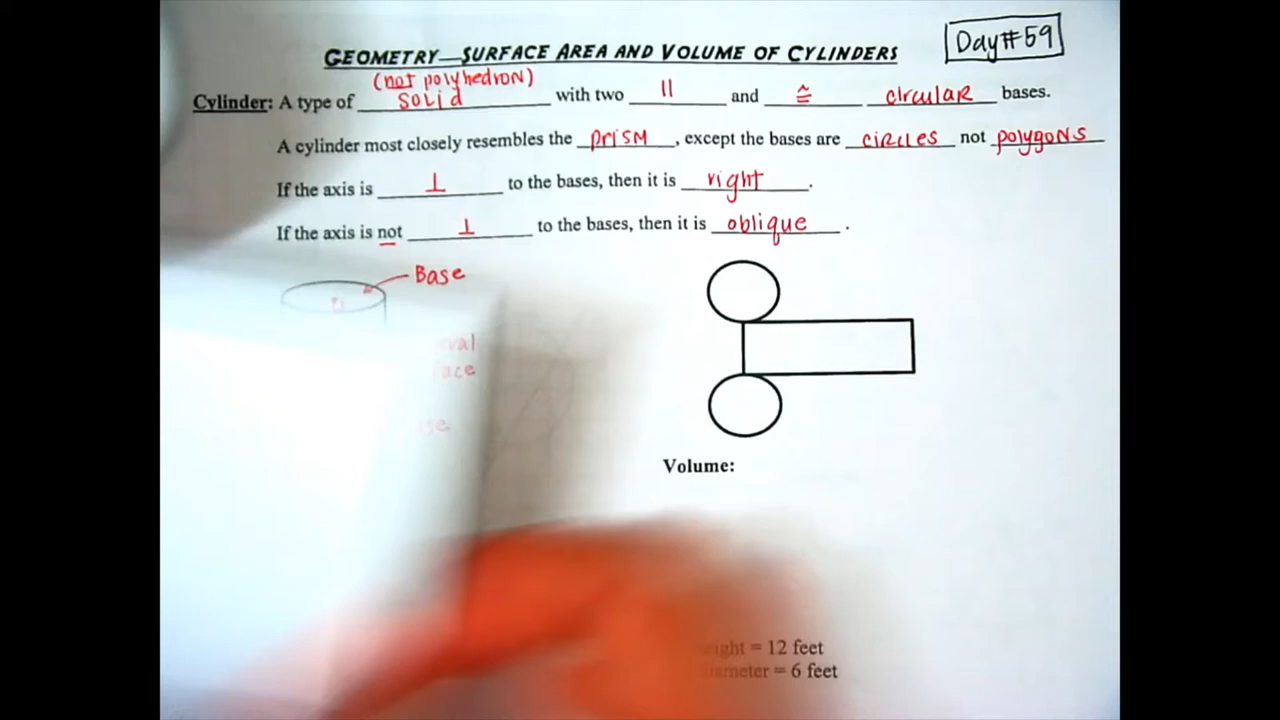 GEOMETRY—SURFACE AREA AND VOLUME OF CYLINDERS
Day#59
(not polyhedron)
Cylinder: A type of solid with two || and ≅ circular bases.
A cylinder most closely resembles the prism, except the bases are circles not polygons
If the axis is ⊥ to the bases, then it is right.
If the axis is not ⊥ to the bases, then it is oblique.
Base
Volume:
= 12 feet
= 6 feet